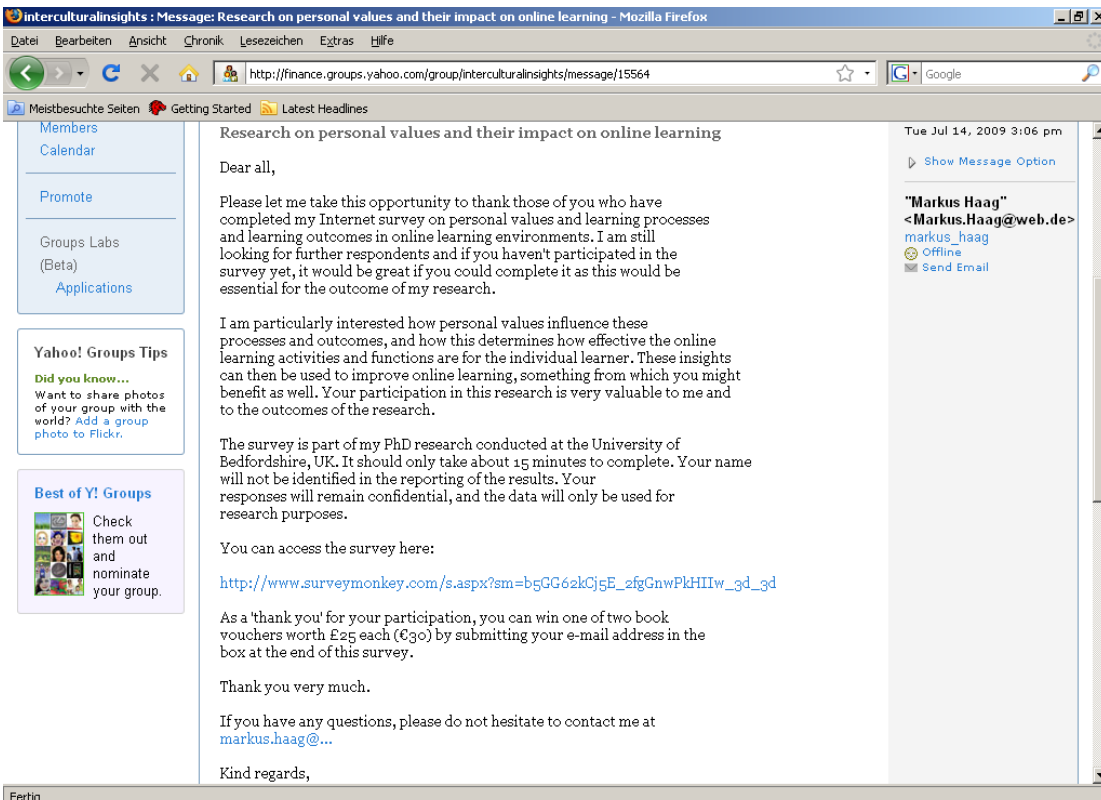 interculturalinsights : Message: Research on personal values and their impact on online learning - Mozilla Firefox
Datei Bearbeiten Ansicht Chronik Lesezeichen Extras Hilfe
http://finance.groups.yahoo.com/group/interculturalinsights/message/15564
G Google
Meistbesuchte Seiten Getting Started Latest Headlines
Members
Calendar
Promote
Groups Labs
(Beta)
Applications
Yahoo! Groups Tips
Did you know...
Want to share photos
of your group with the
world? Add a group
photo to Flickr.
Best of Y! Groups
Check
them out
and
nominate
your group.
Research on personal values and their impact on online learning
Dear all,
Please let me take this opportunity to thank those of you who have
completed my Internet survey on personal values and learning processes
and learning outcomes in online learning environments. I am still
looking for further respondents and if you haven't participated in the
survey yet, it would be great if you could complete it as this would be
essential for the outcome of my research.
I am particularly interested how personal values influence these
processes and outcomes, and how this determines how effective the online
learning activities and functions are for the individual learner. These insights
can then be used to improve online learning, something from which you might
benefit as well. Your participation in this research is very valuable to me and
to the outcomes of the research.
The survey is part of my PhD research conducted at the University of
Bedfordshire, UK. It should only take about 15 minutes to complete. Your name
will not be identified in the reporting of the results. Your
responses will remain confidential, and the data will only be used for
research purposes.
You can access the survey here:
http://www.surveymonkey.com/s.aspx?sm=b5GG62kCj5E_2fgGnwPkHIIw_3d_3d
As a 'thank you' for your participation, you can win one of two book
vouchers worth £25 each (€30) by submitting your e-mail address in the
box at the end of this survey.
Thank you very much.
If you have any questions, please do not hesitate to contact me at
markus.haag@...
Kind regards,
Tue Jul 14, 2009 3:06 pm
Show Message Option
"Markus Haag"
<Markus.Haag@web.de>
markus_haag
Offline
Send Email
Fertig